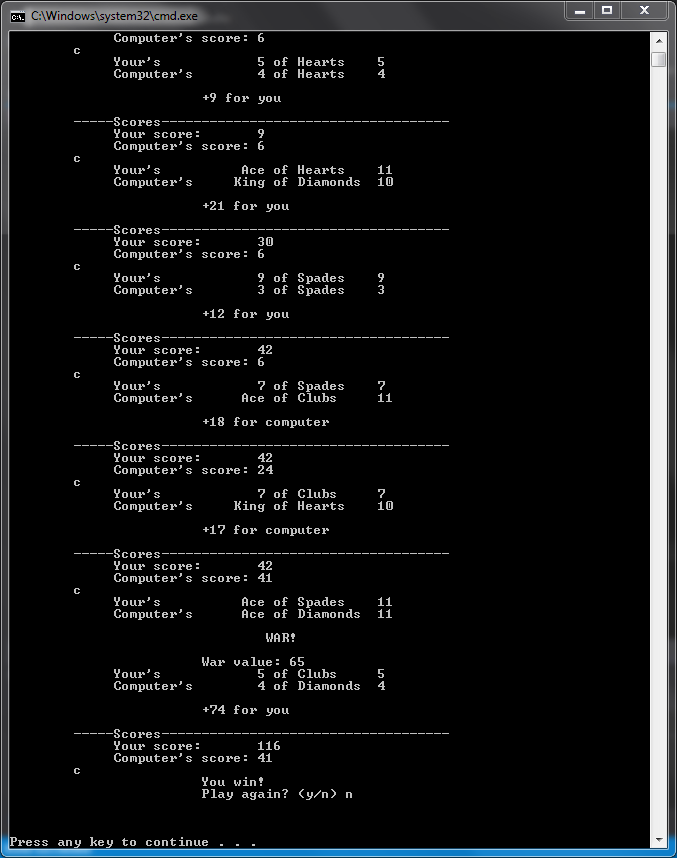 C:\Windows\system32\cmd.exe
Computer's score: 6
c
Your's 5 of Hearts 5
Computer's 4 of Hearts 4
+9 for you
-----Scores------------------------------------
Your score: 9
Computer's score: 6
c
Your's Ace of Hearts 11
Computer's King of Diamonds 10
+21 for you
-----Scores------------------------------------
Your score: 30
Computer's score: 6
c
Your's 9 of Spades 9
Computer's 3 of Spades 3
+12 for you
-----Scores------------------------------------
Your score: 42
Computer's score: 6
c
Your's 7 of Spades 7
Computer's Ace of Clubs 11
+18 for computer
-----Scores------------------------------------
Your score: 42
Computer's score: 24
c
Your's 7 of Clubs 7
Computer's King of Hearts 10
+17 for computer
-----Scores------------------------------------
Your score: 42
Computer's score: 41
c
Your's Ace of Spades 11
Computer's Ace of Diamonds 11
WAR!
War value: 65
Your's 5 of Clubs 5
Computer's 4 of Diamonds 4
+74 for you
-----Scores------------------------------------
Your score: 116
Computer's score: 41
c
You win!
Play again? (y/n) n
Press any key to continue . . .